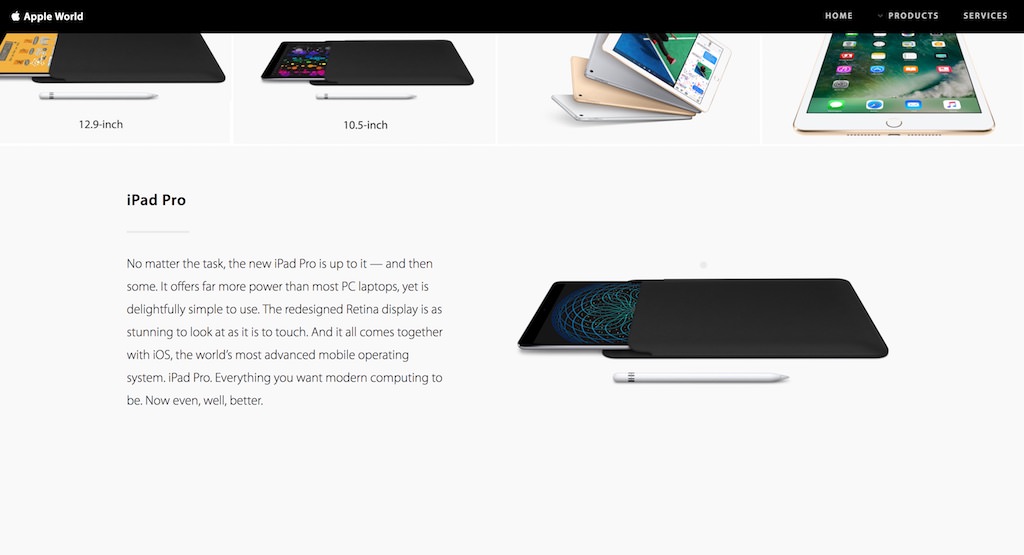 Apple World
HOME
PRODUCTS
SERVICES
12.9-inch
10.5-inch
iPad Pro
No matter the task, the new iPad Pro is up to it — and then
some. It offers far more power than most PC laptops, yet is
delightfully simple to use. The redesigned Retina display is as
stunning to look at as it is to touch. And it all comes together
with iOS, the world’s most advanced mobile operating
system. iPad Pro. Everything you want modern computing to
be. Now even, well, better.